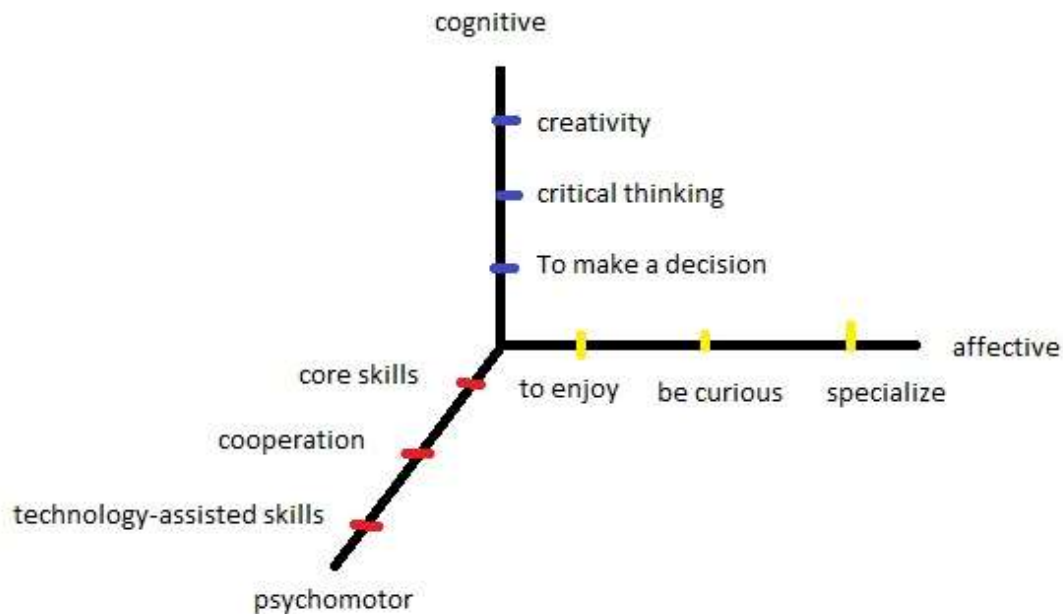 cognitive
creativity
critical thinking
To make a decision
affective
core skills
to enjoy
be curious
specialize
cooperation
technology-assisted skills
psychomotor